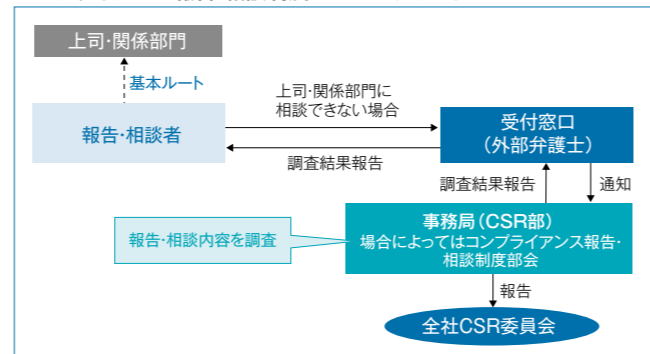 上司・関係部門
基本ルート
報告・相談者
上司・関係部門に
相談できない場合
調査結果報告
受付窓口
（外部弁護士）
調査結果報告
通知
報告・相談内容を調査
事務局（CSR部）
場合によってはコンプライアンス報告・
相談制度部会
報告
全社CSR委員会